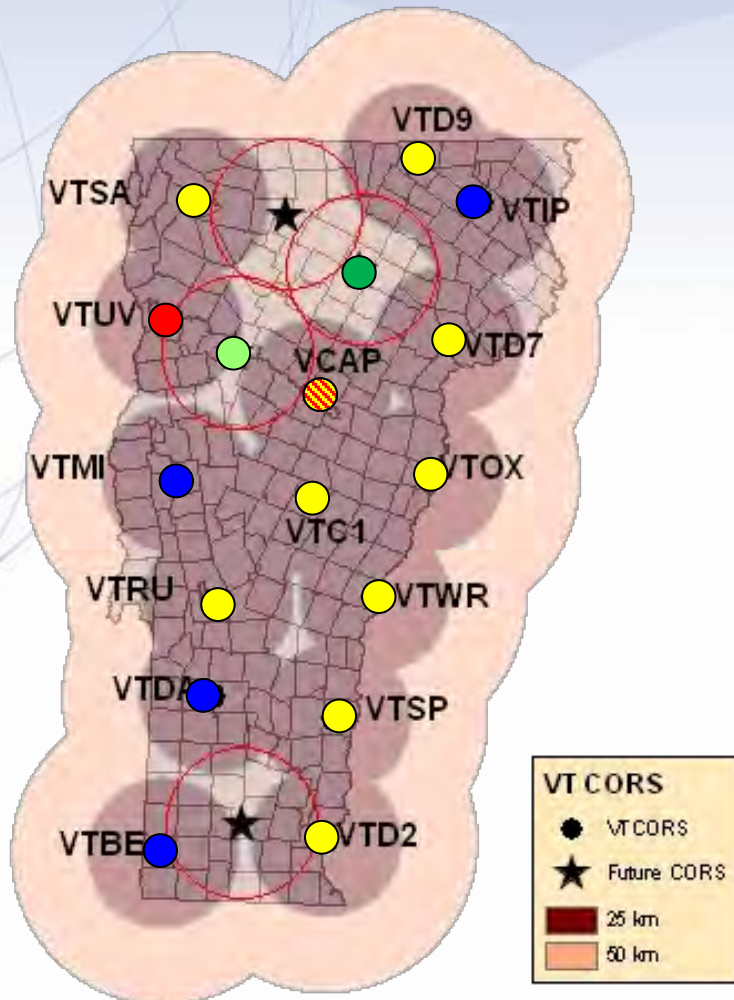 VTD9
VTSA
VTIP
VTUV
VTD7
VCAP
VTMI
VTOX
VTC1
VTRU
VTWR
VTDA
VTSP
VTBE
VTD2
VT CORS
VTCORS
Future CORS
25 km
50 km